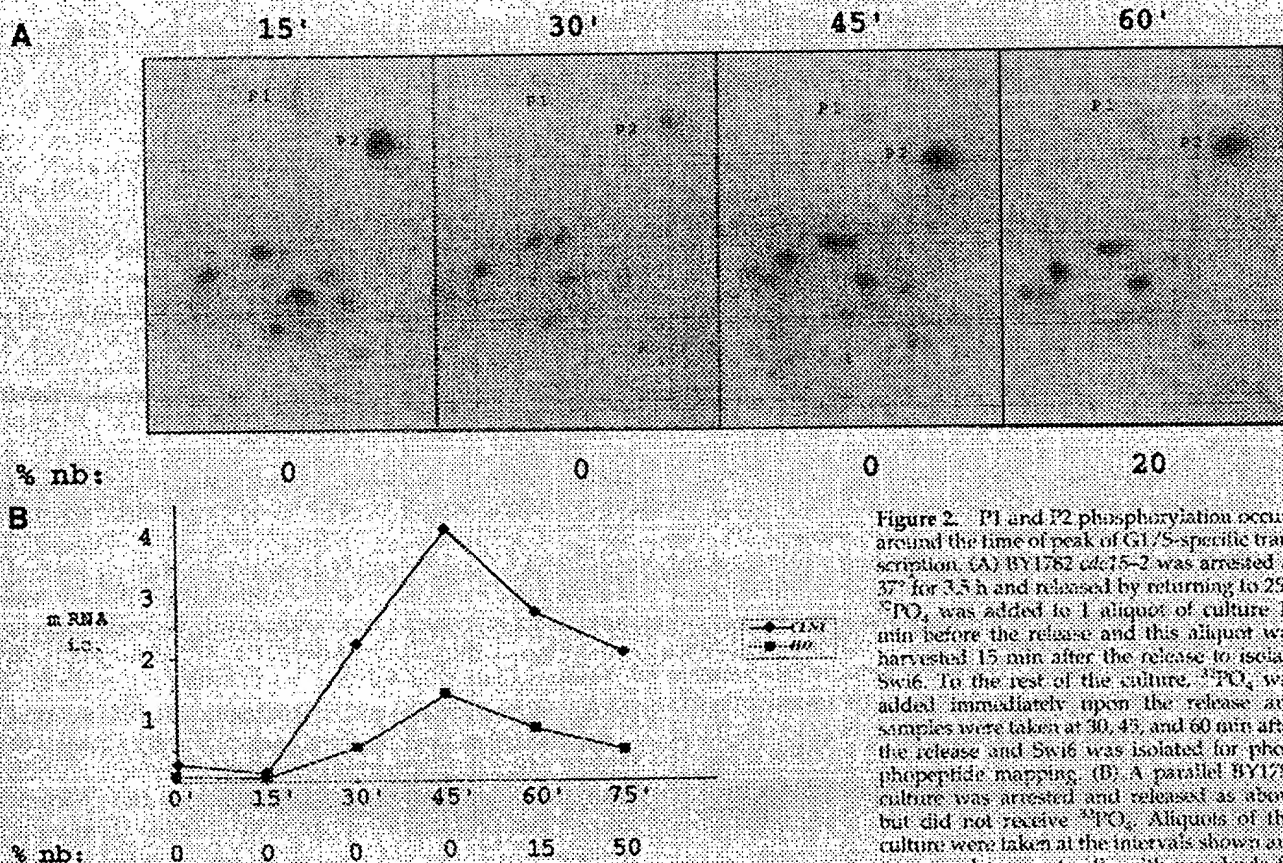 A
15' 30' 45' 60'
P1 P1 P1 P1
P2 P2 P2 P2
% nb: 0 0 0 20
B
4
3
mRNA
i.c.
2
1
0' 15' 30' 45' 60' 75'
% nb: 0 0 0 0 15 50
CLN1
HO
Figure 2. P1 and P2 phosphorylation occu
around the time of peak of G1/S-specific tran
scription. (A) BY1782 cdc15-2 was arrested
37° for 3.5 h and released by returning to 25
PO₄ was added to 1 aliquot of culture
min before the release and this aliquot w
harvested 15 min after the release to isola
Swi6. To the rest of the culture, PO₄ w
added immediately upon the release a
samples were taken at 30, 45, and 60 min aft
the release and Swi6 was isolated for pho
phopeptide mapping. (B) A parallel BY178
culture was arrested and released as abo
but did not receive PO₄. Aliquots of th
culture were taken at the intervals shown a